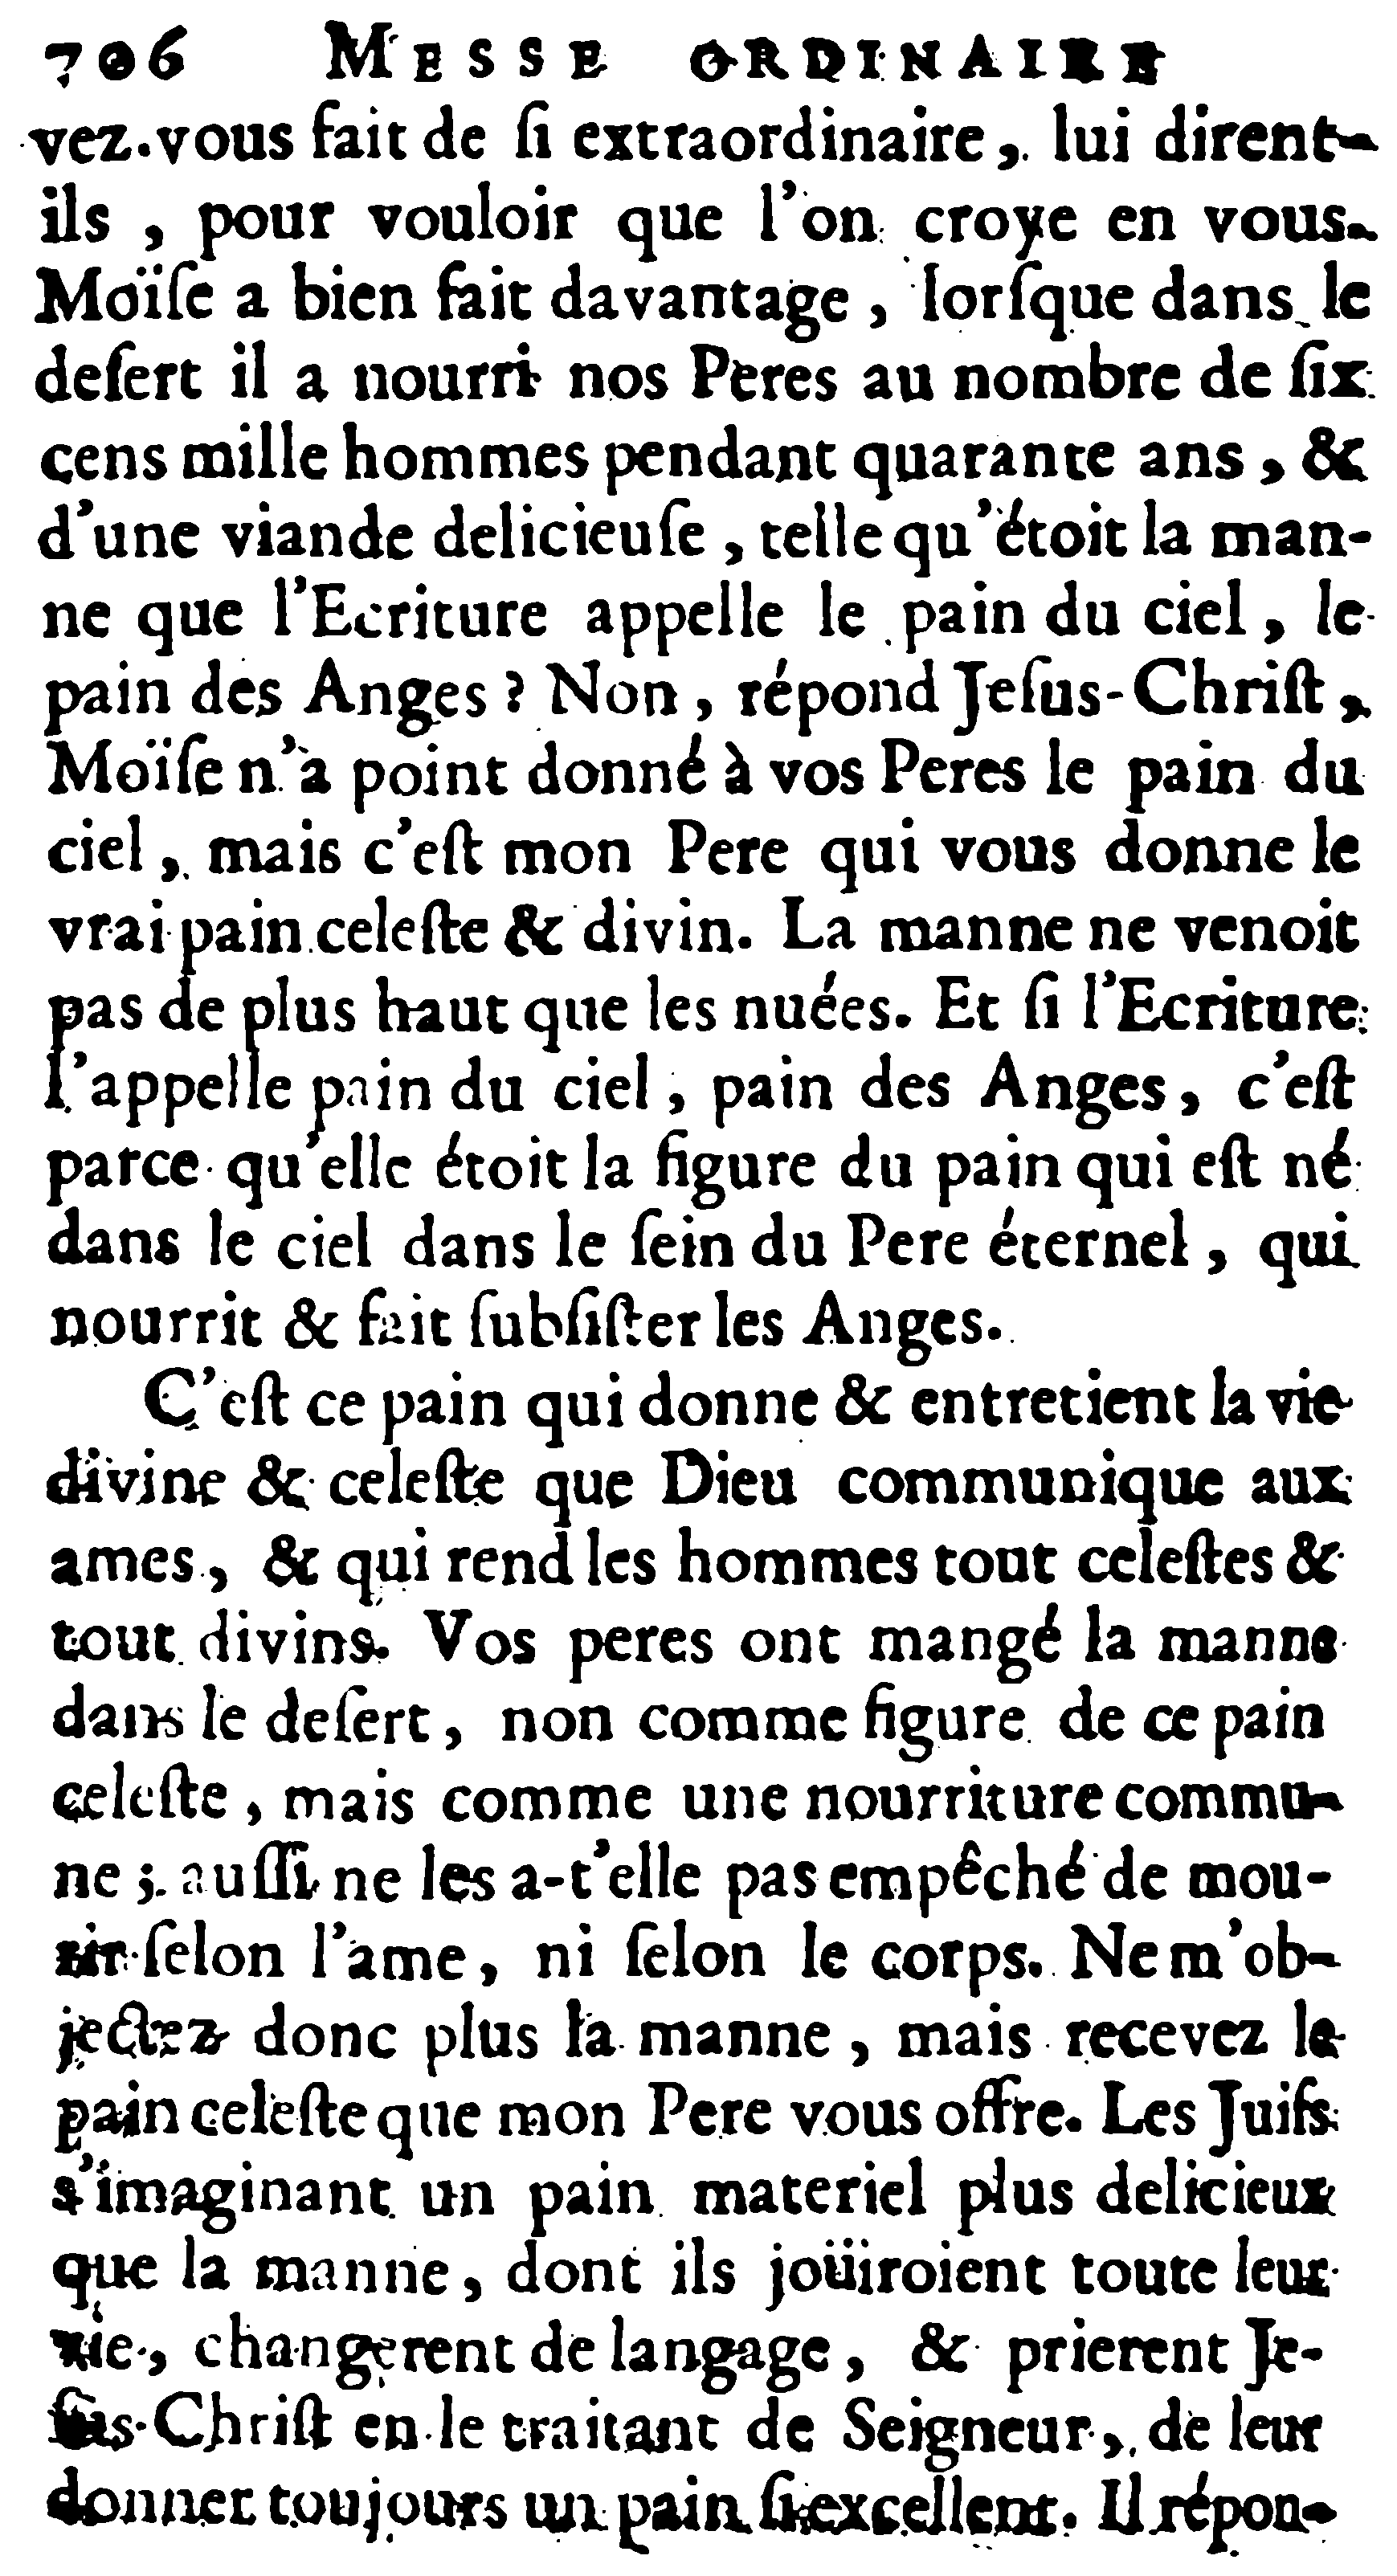 706 MESSE ORDINAIRE
vez-vous fait de ſi extraordinaire, lui dirent-
ils, pour vouloir que l'on croye en vous.
Moïſe a bien fait davantage, lorſque dans le
deſert il a nourri nos Peres au nombre de ſix
cens mille hommes pendant quarante ans, &
d'une viande delicieuſe, telle qu'étoit la man-
ne que l'Ecriture appelle le pain du ciel, le
pain des Anges? Non, répond Jeſus-Chriſt,
Moïſe n'a point donné à vos Peres le pain du
ciel, mais c'eſt mon Pere qui vous donne le
vrai pain celeſte & divin. La manne ne venoit
pas de plus haut que les nuées. Et ſi l'Ecriture
l'appelle pain du ciel, pain des Anges, c'eſt
parce qu'elle étoit la figure du pain qui eſt né
dans le ciel dans le ſein du Pere éternel, qui
nourrit & fait ſubſiſter les Anges.
C'eſt ce pain qui donne & entretient la vie
divine & celeſte que Dieu communique aux
ames, & qui rend les hommes tout celeſtes &
tout divins. Vos peres ont mangé la manne
dans le deſert, non comme figure de ce pain
celeſte, mais comme une nourriture commu-
ne; auſſi ne les a-t'elle pas empêché de mou-
rir ſelon l'ame, ni ſelon le corps. Ne m'ob-
jectez donc plus la manne, mais recevez le
pain celeſte que mon Pere vous offre. Les Juifs
s'imaginant un pain materiel plus delicieux
que la manne, dont ils joüiroient toute leur
vie, changerent de langage, & prierent Je-
ſus-Chriſt en le traitant de Seigneur, de leur
donner toujours un pain ſi excellent. Il répon-